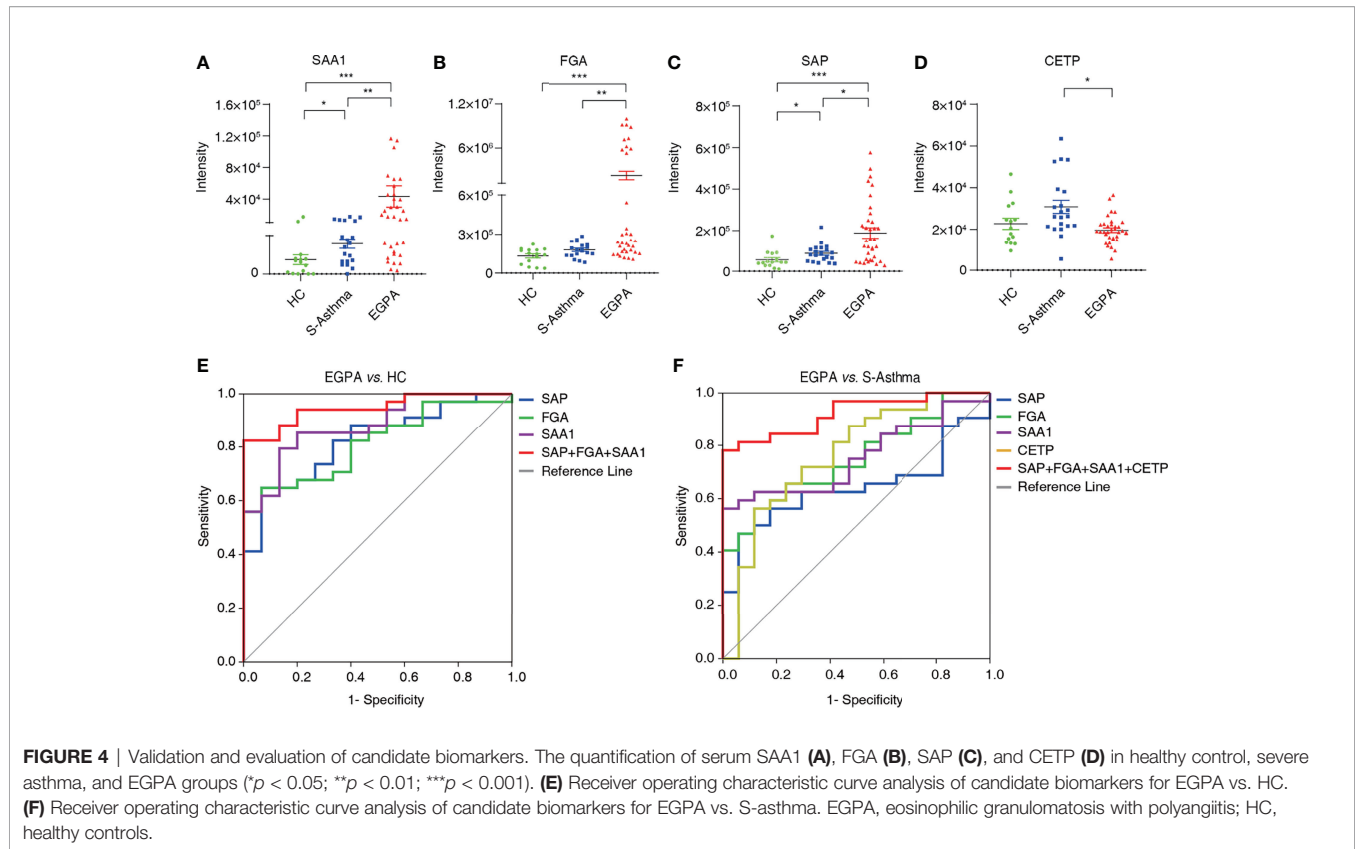 A
SAA1
***
*
**
1.6×10⁵
1.2×10⁵
8×10⁴
4×10⁴
0
Intensity
HC
S-Asthma
EGPA
B
FGA
***
**
1.2×10⁷
6×10⁶
6×10⁵
3×10⁵
0
Intensity
HC
S-Asthma
EGPA
C
SAP
***
*
*
8×10⁵
6×10⁵
4×10⁵
2×10⁵
0
Intensity
HC
S-Asthma
EGPA
D
CETP
*
8×10⁴
6×10⁴
4×10⁴
2×10⁴
0
Intensity
HC
S-Asthma
EGPA
E
EGPA vs. HC
1.0
0.8
0.6
0.4
0.2
0.0
Sensitivity
0.0 0.2 0.4 0.6 0.8 1.0
1- Specificity
SAP
FGA
SAA1
SAP+FGA+SAA1
Reference Line
F
EGPA vs. S-Asthma
1.0
0.8
0.6
0.4
0.2
0.0
Sensitivity
0.0 0.2 0.4 0.6 0.8 1.0
1- Specificity
SAP
FGA
SAA1
CETP
SAP+FGA+SAA1+CETP
Reference Line
FIGURE 4 | Validation and evaluation of candidate biomarkers. The quantification of serum SAA1 (A), FGA (B), SAP (C), and CETP (D) in healthy control, severe
asthma, and EGPA groups (*p < 0.05; **p < 0.01; ***p < 0.001). (E) Receiver operating characteristic curve analysis of candidate biomarkers for EGPA vs. HC.
(F) Receiver operating characteristic curve analysis of candidate biomarkers for EGPA vs. S-asthma. EGPA, eosinophilic granulomatosis with polyangiitis; HC,
healthy controls.